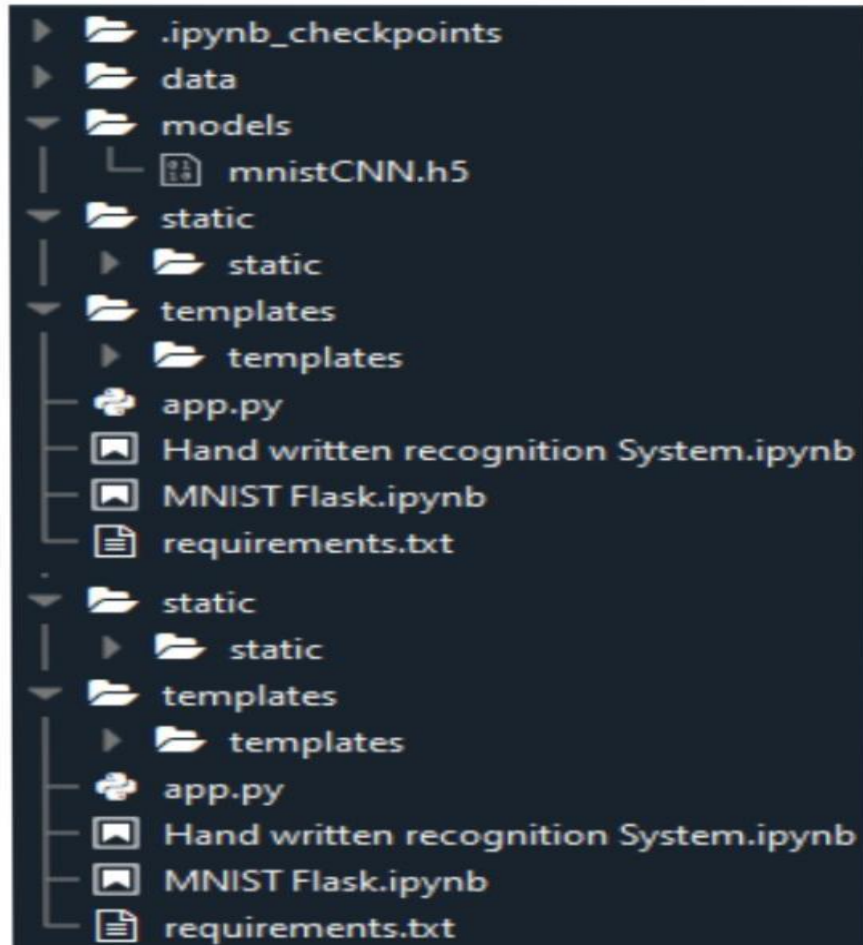 .ipynb_checkpoints
data
models
mnistCNN.h5
static
static
templates
templates
app.py
Hand written recognition System.ipynb
MNIST Flask.ipynb
requirements.txt
static
static
templates
templates
app.py
Hand written recognition System.ipynb
MNIST Flask.ipynb
requirements.txt